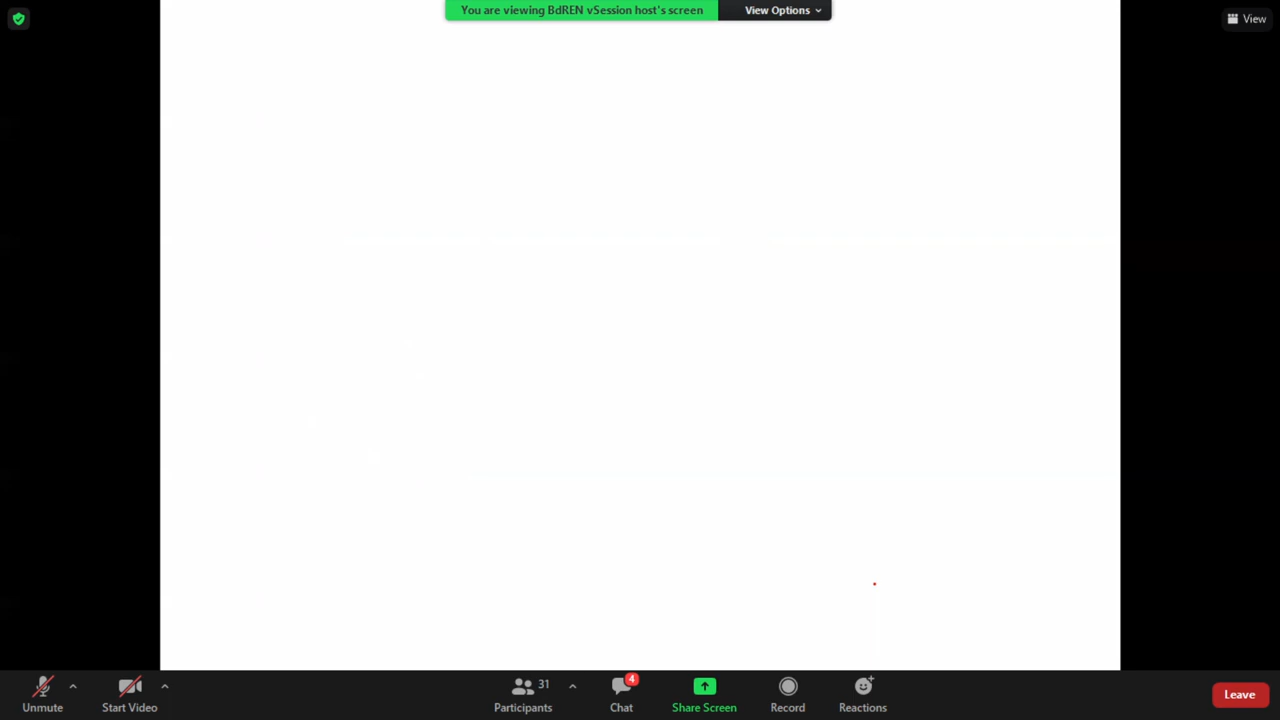 You are viewing BdREN vSession host's screen
View Options
View
Unmute
Start Video
31
Participants
4
Chat
Share Screen
Record
Reactions
Leave